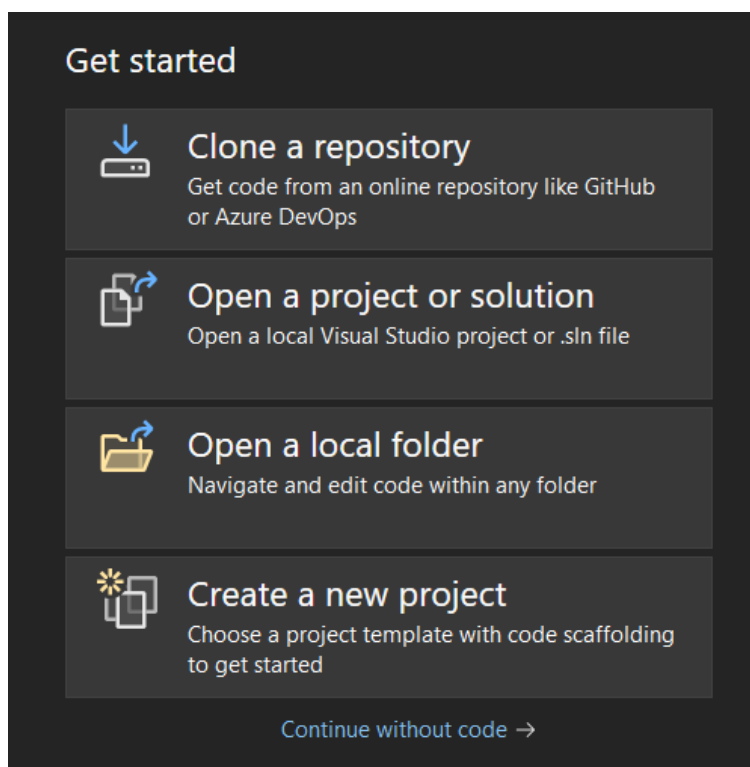 Get started
Clone a repository
Get code from an online repository like GitHub
or Azure DevOps
Open a project or solution
Open a local Visual Studio project or .sln file
Open a local folder
Navigate and edit code within any folder
Create a new project
Choose a project template with code scaffolding
to get started
Continue without code →